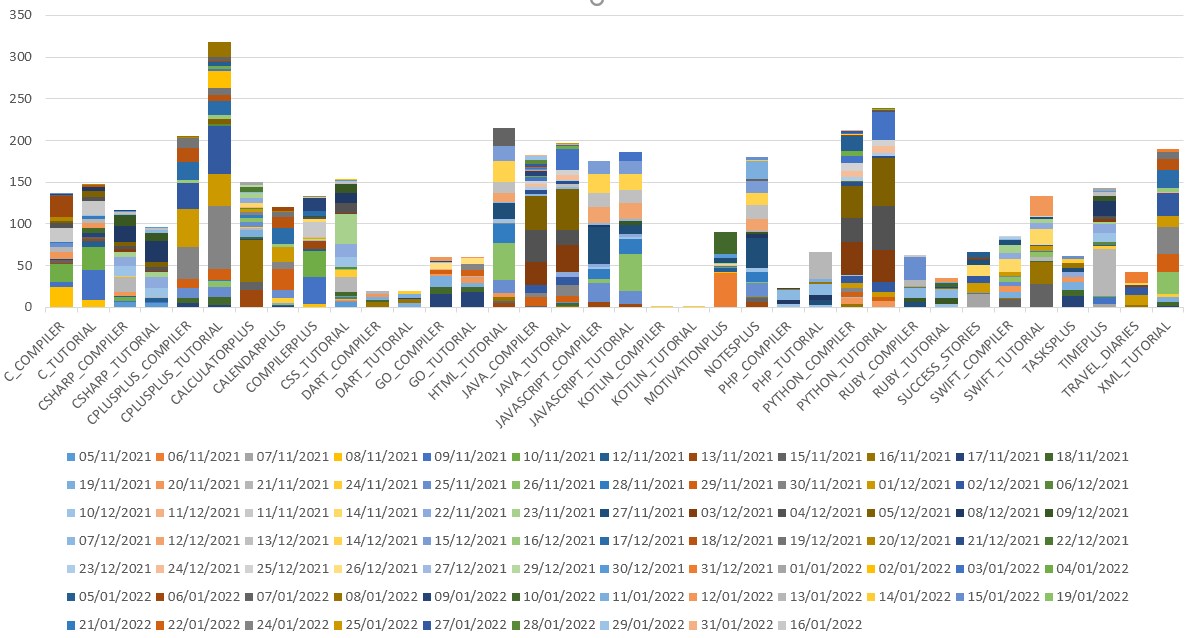 350
300
250
200
150
100
50
0
C_COMPILER
C_TUTORIAL
CSHARP_COMPILER
CSHARP_TUTORIAL
CPLUSPLUS_COMPILER
CPLUSPLUS_TUTORIAL
CALCULATORPLUS
CALENDARPLUS
COMPILERPLUS
CSS_TUTORIAL
DART_COMPILER
DART_TUTORIAL
GO_COMPILER
GO_TUTORIAL
HTML_TUTORIAL
JAVA_COMPILER
JAVA_TUTORIAL
JAVASCRIPT_COMPILER
JAVASCRIPT_TUTORIAL
KOTLIN_COMPILER
KOTLIN_TUTORIAL
MOTIVATIONPLUS
NOTESPLUS
PHP_COMPILER
PHP_TUTORIAL
PYTHON_COMPILER
PYTHON_TUTORIAL
RUBY_COMPILER
RUBY_TUTORIAL
SUCCESS_STORIES
SWIFT_COMPILER
SWIFT_TUTORIAL
TASKSPLUS
TIMEPLUS
TRAVEL_DIARIES
XML_TUTORIAL
05/11/2021 06/11/2021 07/11/2021 08/11/2021 09/11/2021 10/11/2021 12/11/2021 13/11/2021 15/11/2021 16/11/2021 17/11/2021 18/11/2021
19/11/2021 20/11/2021 21/11/2021 24/11/2021 25/11/2021 26/11/2021 28/11/2021 29/11/2021 30/11/2021 01/12/2021 02/12/2021 06/12/2021
10/12/2021 11/12/2021 11/11/2021 14/11/2021 22/11/2021 23/11/2021 27/11/2021 03/12/2021 04/12/2021 05/12/2021 08/12/2021 09/12/2021
07/12/2021 12/12/2021 13/12/2021 14/12/2021 15/12/2021 16/12/2021 17/12/2021 18/12/2021 19/12/2021 20/12/2021 21/12/2021 22/12/2021
23/12/2021 24/12/2021 25/12/2021 26/12/2021 27/12/2021 29/12/2021 30/12/2021 31/12/2021 01/01/2022 02/01/2022 03/01/2022 04/01/2022
05/01/2022 06/01/2022 07/01/2022 08/01/2022 09/01/2022 10/01/2022 11/01/2022 12/01/2022 13/01/2022 14/01/2022 15/01/2022 19/01/2022
21/01/2022 22/01/2022 24/01/2022 25/01/2022 27/01/2022 28/01/2022 29/01/2022 31/01/2022 16/01/2022